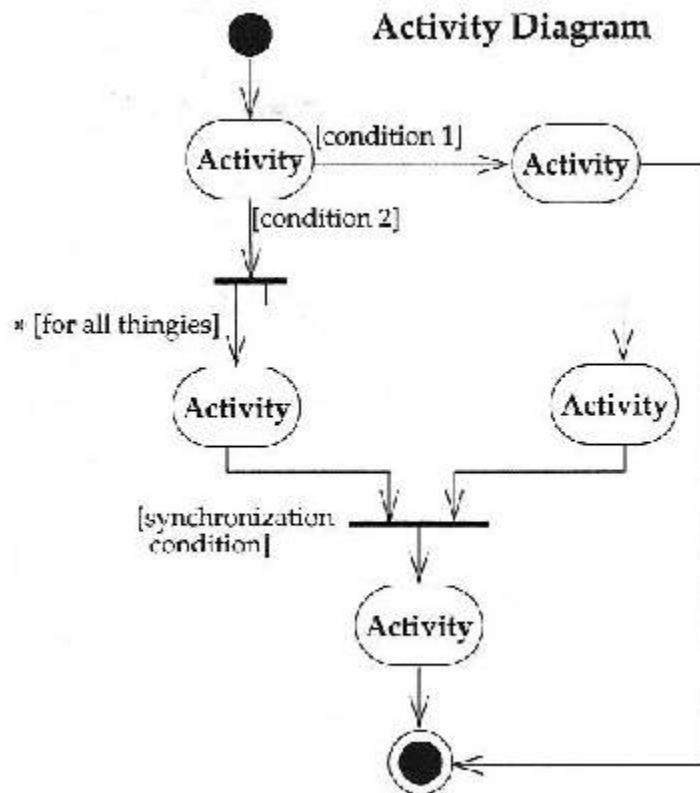 Activity Diagram
[condition 1]
Activity
Activity
[condition 2]
* [for all thingies]
Activity
Activity
[synchronization
condition]
Activity